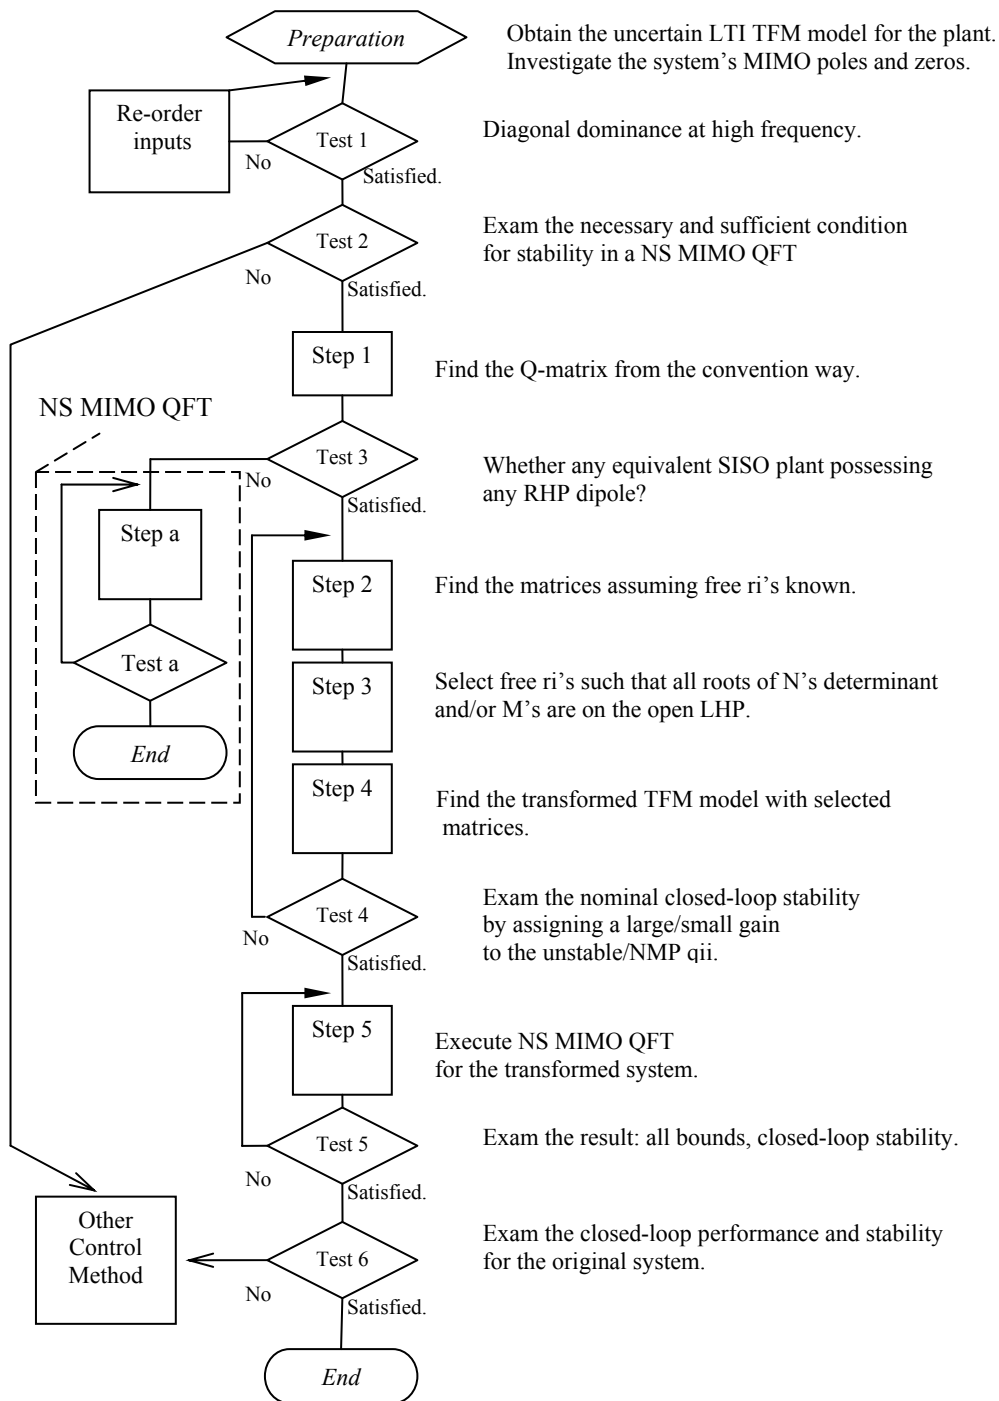 Preparation
Obtain the uncertain LTI TFM model for the plant.
Investigate the system's MIMO poles and zeros.
Re-order
inputs
Test 1
No
Satisfied.
Diagonal dominance at high frequency.
Test 2
No
Satisfied.
Exam the necessary and sufficient condition
for stability in a NS MIMO QFT
Step 1
Find the Q-matrix from the convention way.
NS MIMO QFT
Test 3
No
Satisfied.
Whether any equivalent SISO plant possessing
any RHP dipole?
Step a
Test a
End
Step 2
Find the matrices assuming free ri's known.
Step 3
Select free ri's such that all roots of N's determinant
and/or M's are on the open LHP.
Step 4
Find the transformed TFM model with selected
matrices.
Test 4
No
Satisfied.
Exam the nominal closed-loop stability
by assigning a large/small gain
to the unstable/NMP qii.
Step 5
Execute NS MIMO QFT
for the transformed system.
Test 5
No
Satisfied.
Exam the result: all bounds, closed-loop stability.
Other
Control
Method
Test 6
No
Satisfied.
Exam the closed-loop performance and stability
for the original system.
End